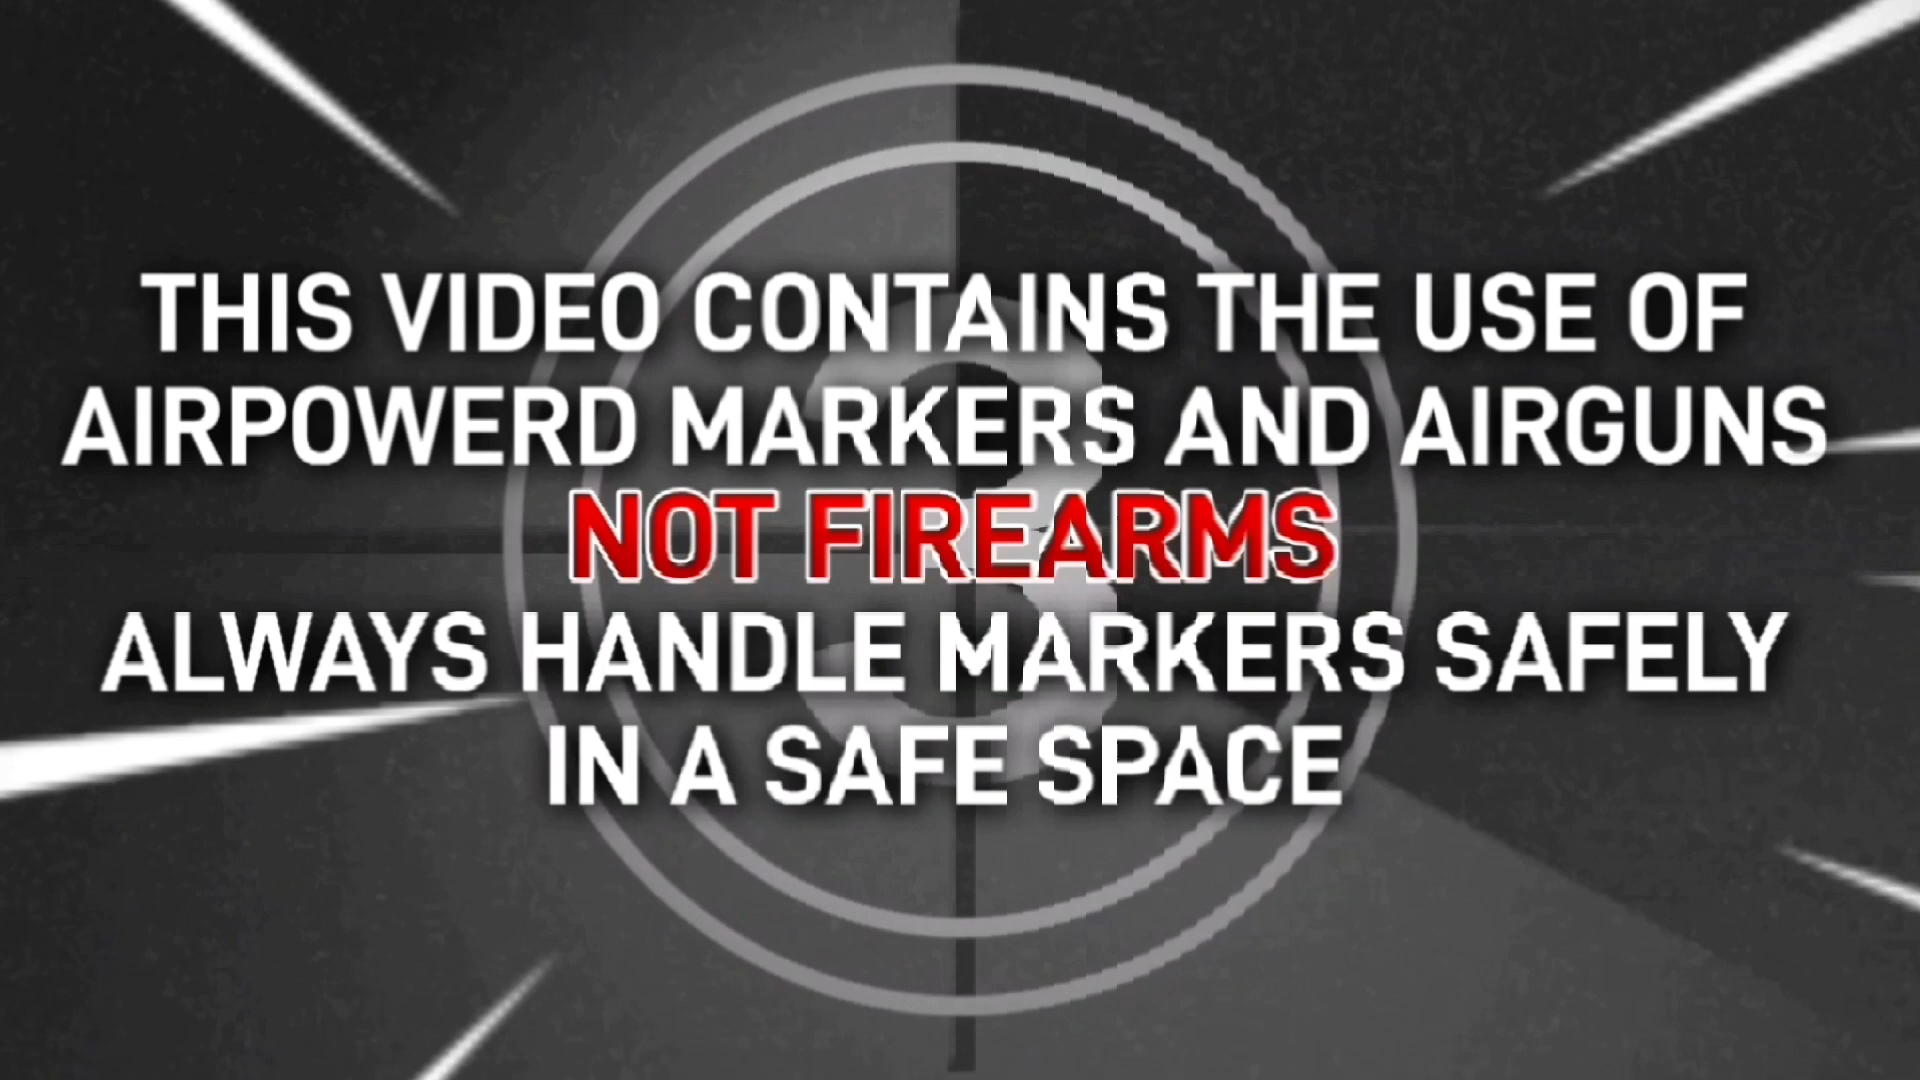 THIS VIDEO CONTAINS THE USE OF
AIRPOWERD MARKERS AND AIRGUNS
NOT FIREARMS
ALWAYS HANDLE MARKERS SAFELY
IN A SAFE SPACE
3